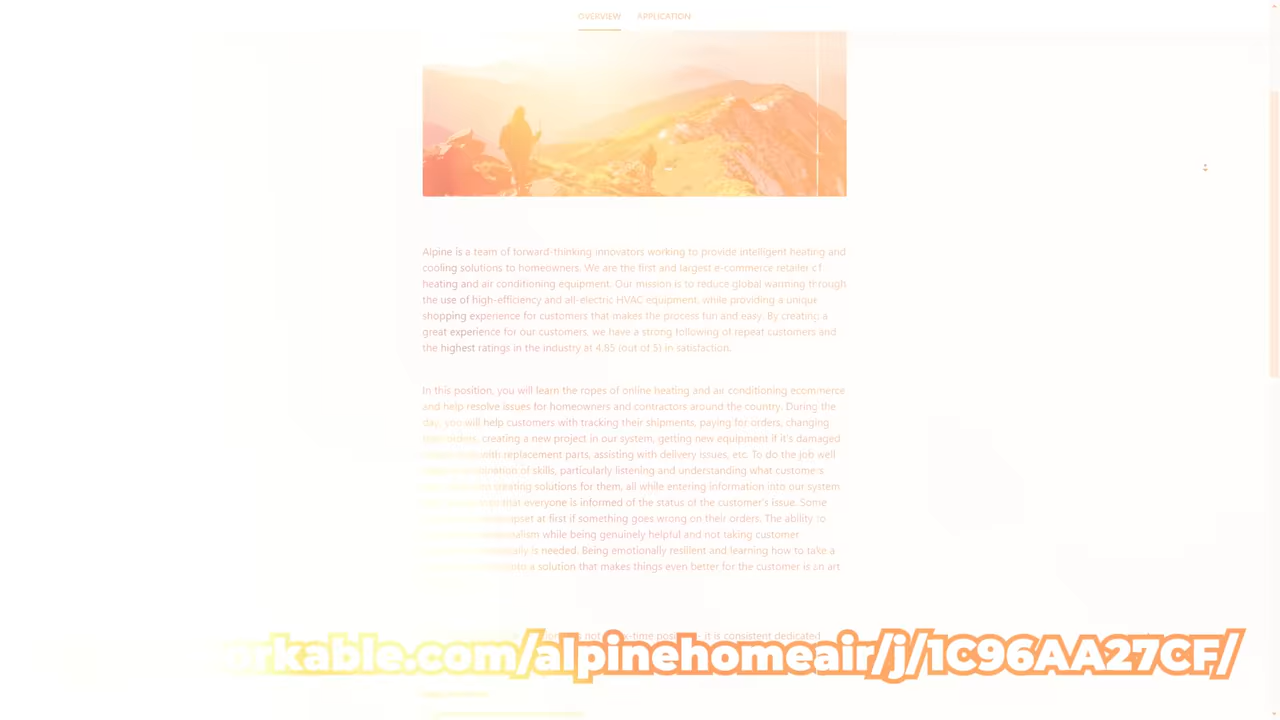 OVERVIEW APPLICATION
Alpine is a team of forward-thinking innovators working to provide intelligent heating and
cooling solutions to homeowners. We are the first and largest e-commerce retailer of
heating and air conditioning equipment. Our mission is to reduce global warming through
the use of high-efficiency and all-electric HVAC equipment, while providing a unique
shopping experience for customers that makes the process fun and easy. By creating a
great experience for our customers, we have a strong following of repeat customers and
the highest ratings in the industry at 4.85 (out of 5) in satisfaction.
In this position, you will learn the ropes of online heating and air conditioning ecommerce
and help resolve issues for homeowners and contractors around the country. During the
day, you will help customers with tracking their shipments, paying for orders, changing
orders, creating a new project in our system, getting new equipment if it's damaged
with replacement parts, assisting with delivery issues, etc. To do the job well
of skills, particularly listening and understanding what customers
creating solutions for them, all while entering information into our system
that everyone is informed of the status of the customer's issue. Some
upset at first if something goes wrong on their orders. The ability to
while being genuinely helpful and not taking customer
is needed. Being emotionally resilient and learning how to take a
into a solution that makes things even better for the customer is an art
it is consistent dedicated
orkable.com/alpinehomeair/j/1C96AA27CF/